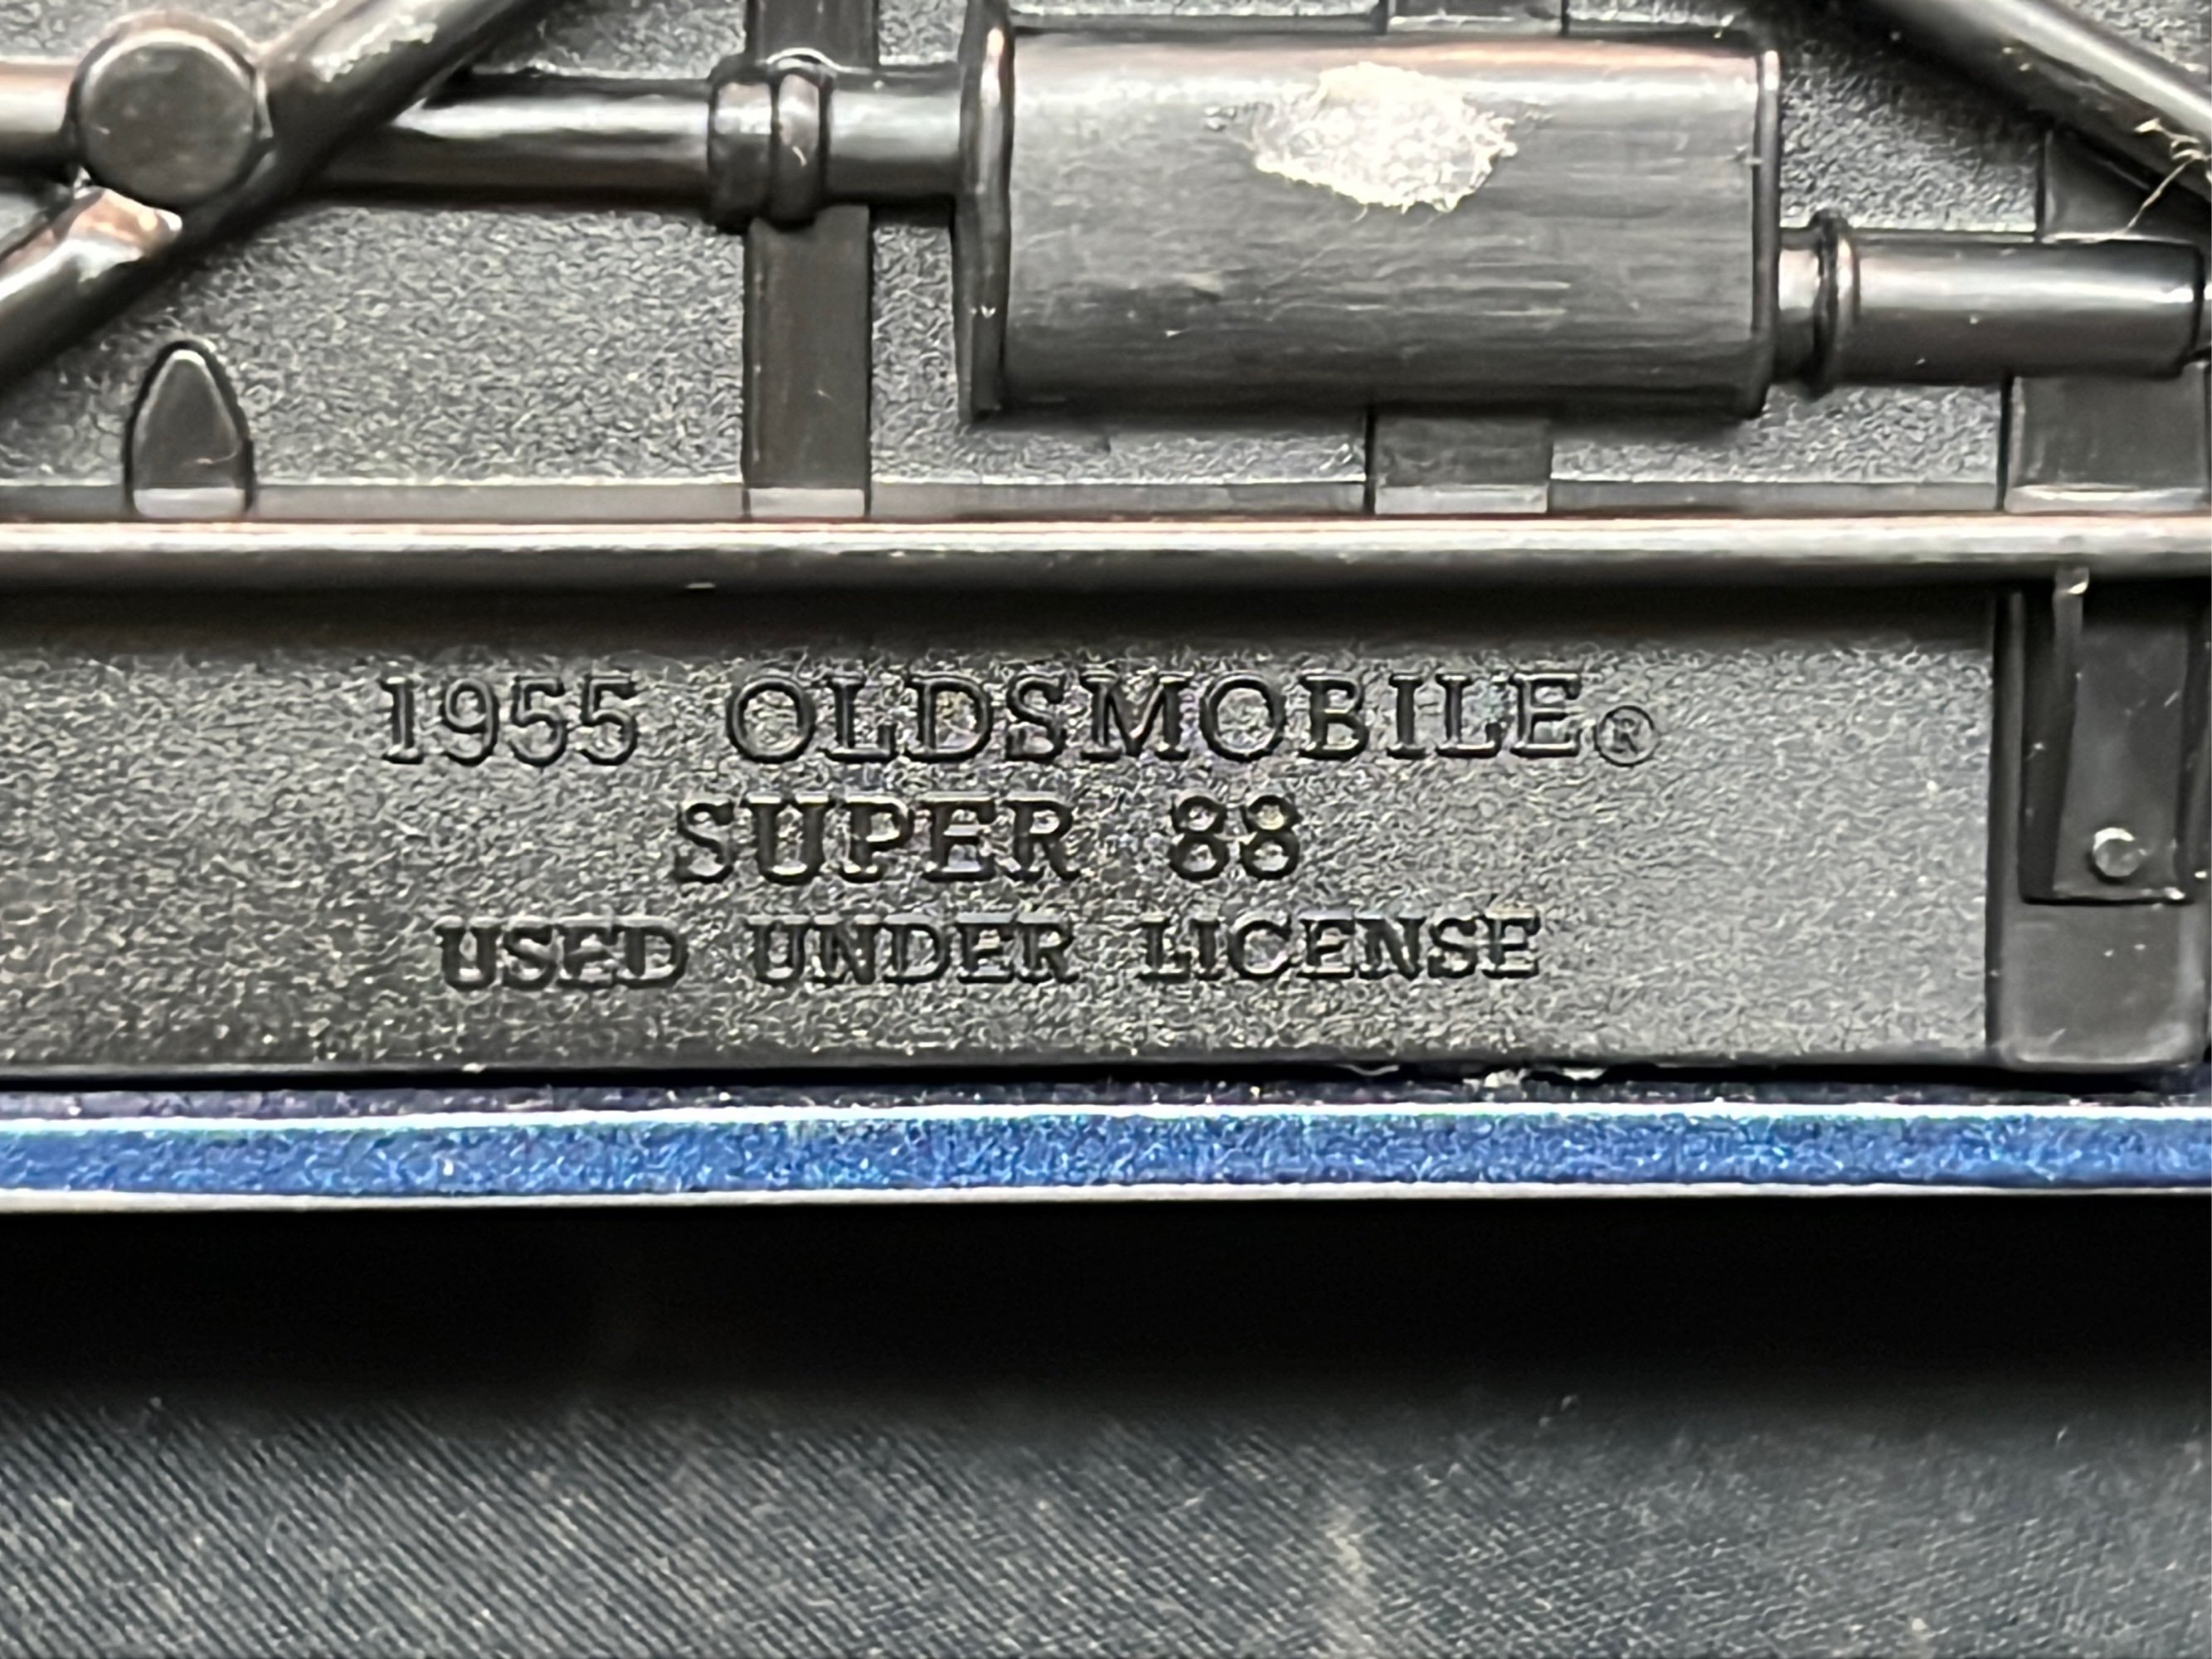 1955 OLDSMOBILE®
SUPER 88
USED UNDER LICENSE